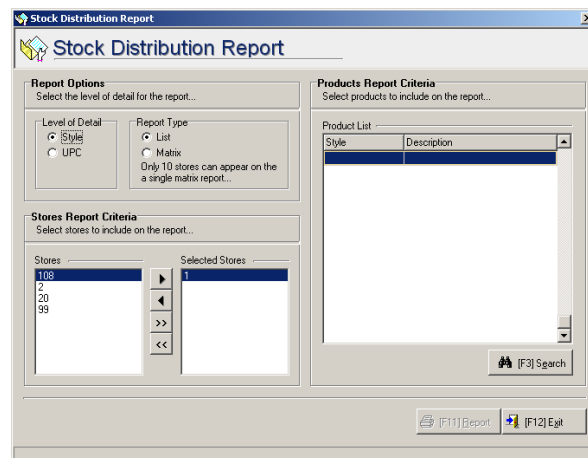 Stock Distribution Report
Stock Distribution Report
Report Options
Select the level of detail for the report...
Level of Detail
Style
UPC
Report Type
List
Matrix
Only 10 stores can appear on the
a single matrix report...
Stores Report Criteria
Select stores to include on the report...
Stores
108
2
20
99
>>
<<
Selected Stores
1
Products Report Criteria
Select products to include on the report...
Product List
Style Description
[F3] Search
[F11] Report
[F12] Exit